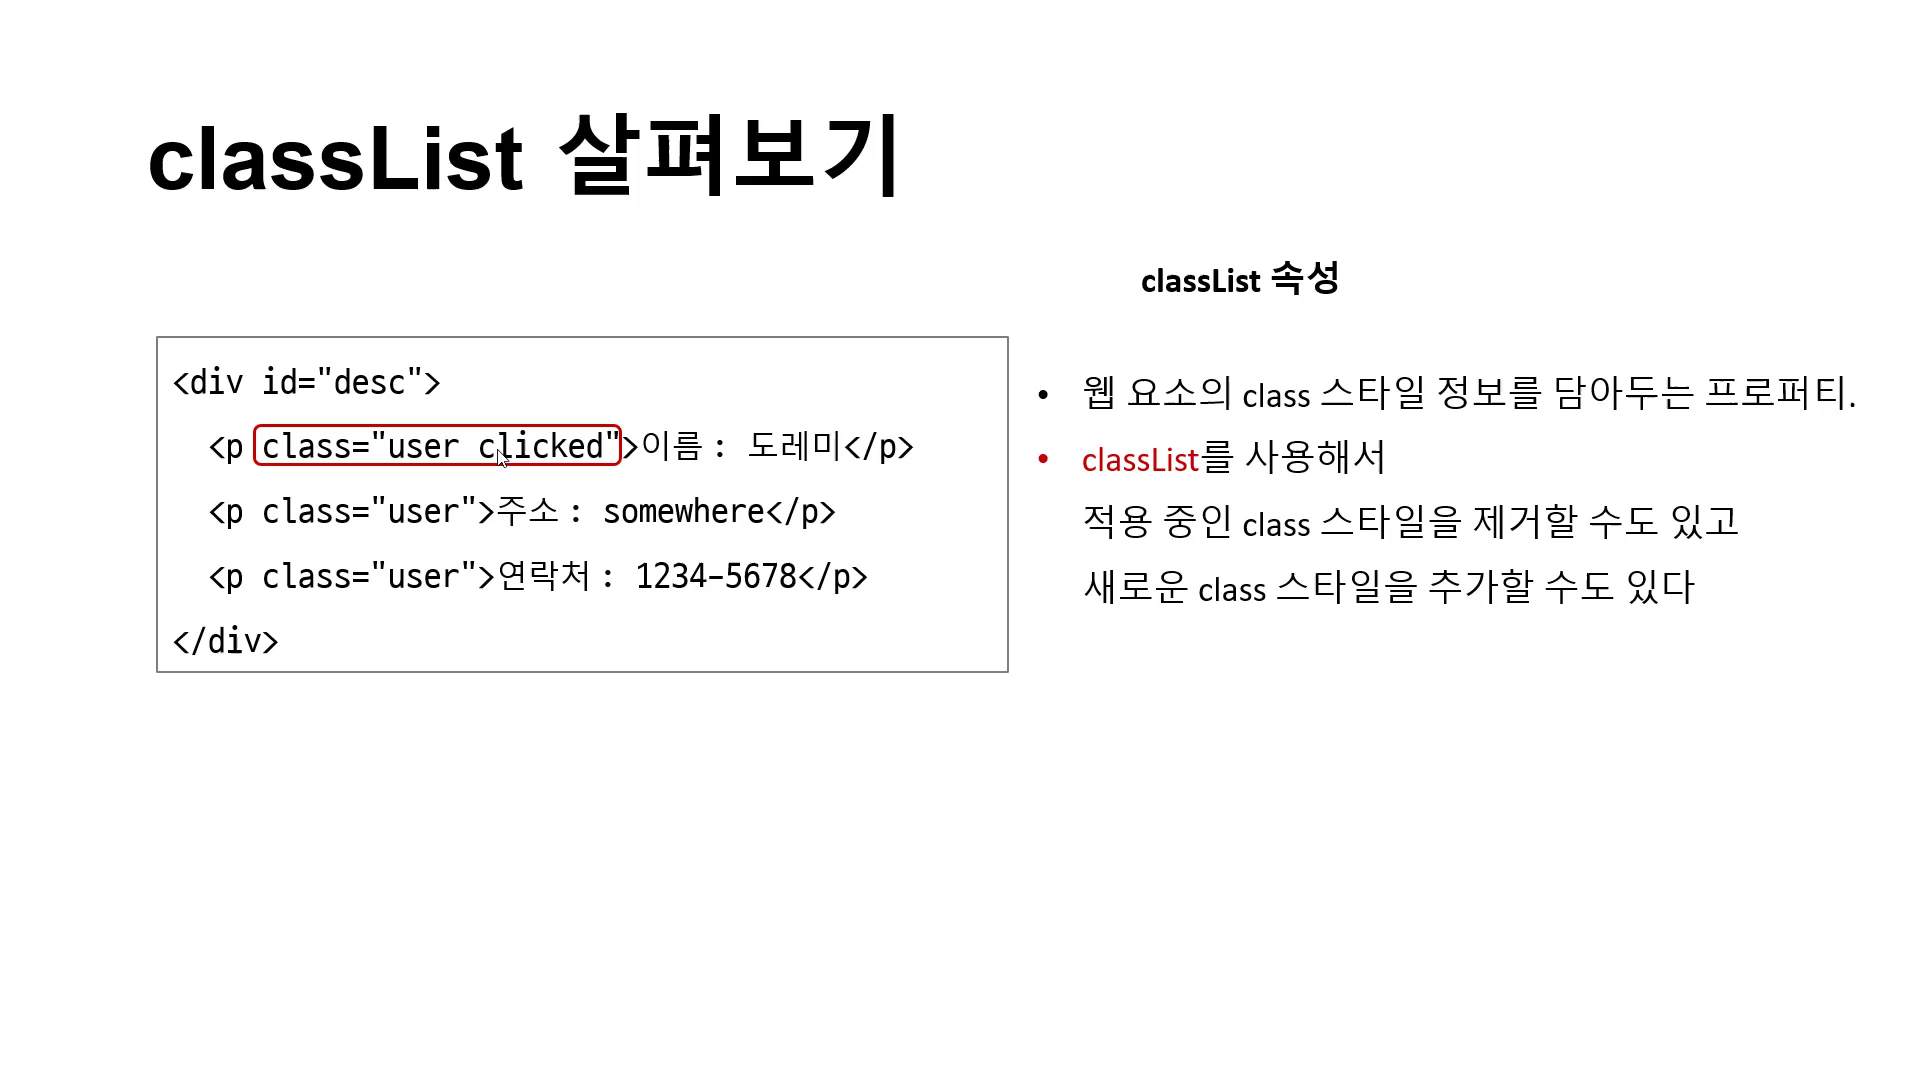 classList 살펴보기
<div id="desc">
<p class="user clicked">이름 : 도레미</p>
<p class="user">주소 : somewhere</p>
<p class="user">연락처 : 1234-5678</p>
</div>
classList 속성
• 웹 요소의 class 스타일 정보를 담아두는 프로퍼티.
• classList를 사용해서
적용 중인 class 스타일을 제거할 수도 있고
새로운 class 스타일을 추가할 수도 있다